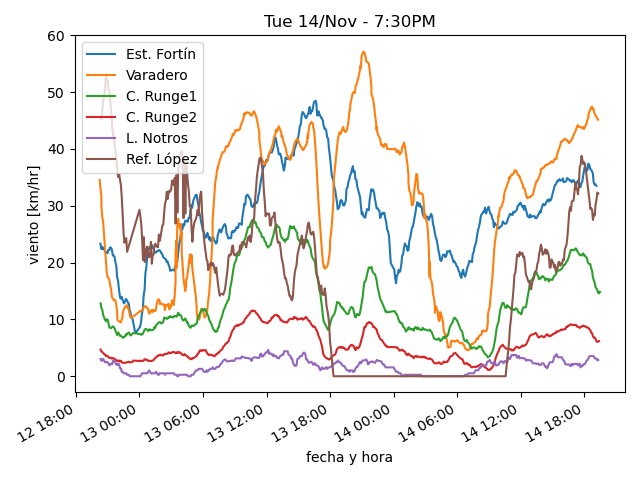 Tue 14/Nov - 7:30PM
Est. Fortín
Varadero
C. Runge1
C. Runge2
L. Notros
Ref. López
viento [km/hr]
60
50
40
30
20
10
0
12 18:00
13 00:00
13 06:00
13 12:00
13 18:00
14 00:00
14 06:00
14 12:00
14 18:00
fecha y hora